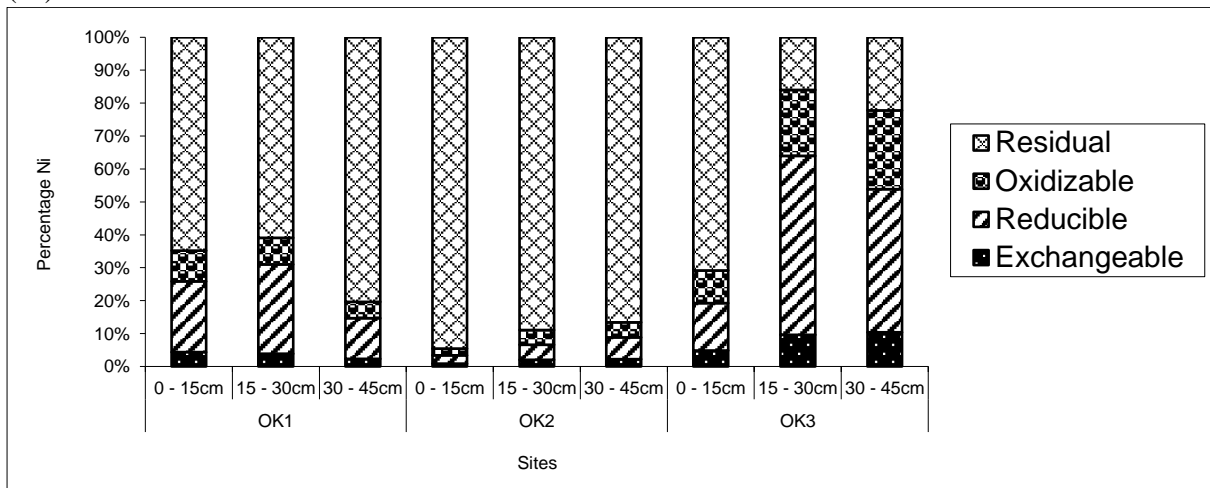 100%
90%
80%
70%
60%
50%
40%
30%
20%
10%
0%
Percentage Ni
0 - 15cm 15 - 30cm 30 - 45cm 0 - 15cm 15 - 30cm 30 - 45cm 0 - 15cm 15 - 30cm 30 - 45cm
OK1 OK2 OK3
Sites
Residual
Oxidizable
Reducible
Exchangeable